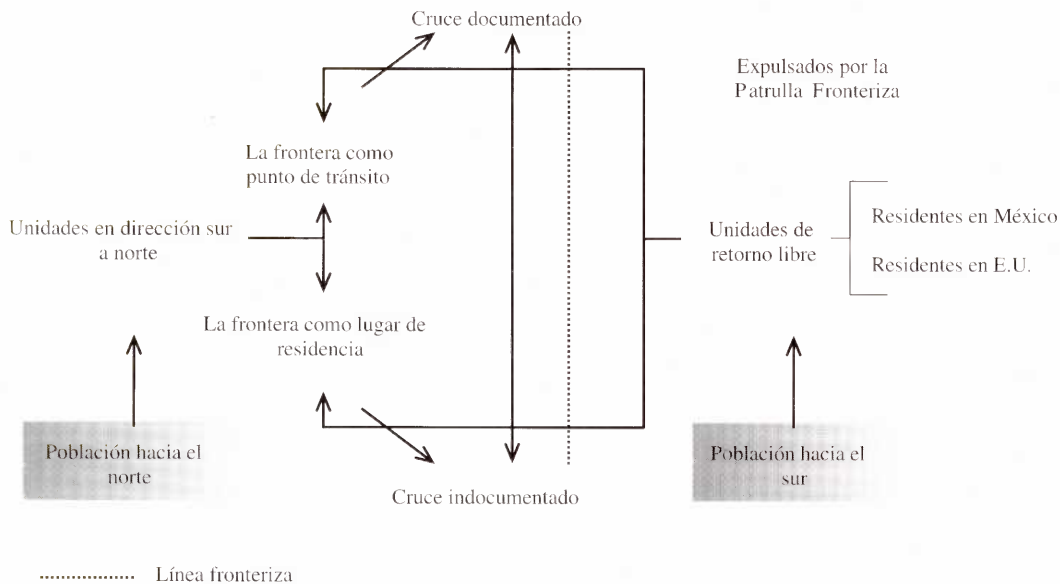 Cruce documentado
Expulsados por la
Patrulla Fronteriza
La frontera como
punto de tránsito
Unidades en dirección sur
a norte
Unidades de
retorno libre
Residentes en México
Residentes en E.U.
La frontera como lugar de
residencia
Población hacia el
norte
Población hacia el
sur
Cruce indocumentado
Línea fronteriza